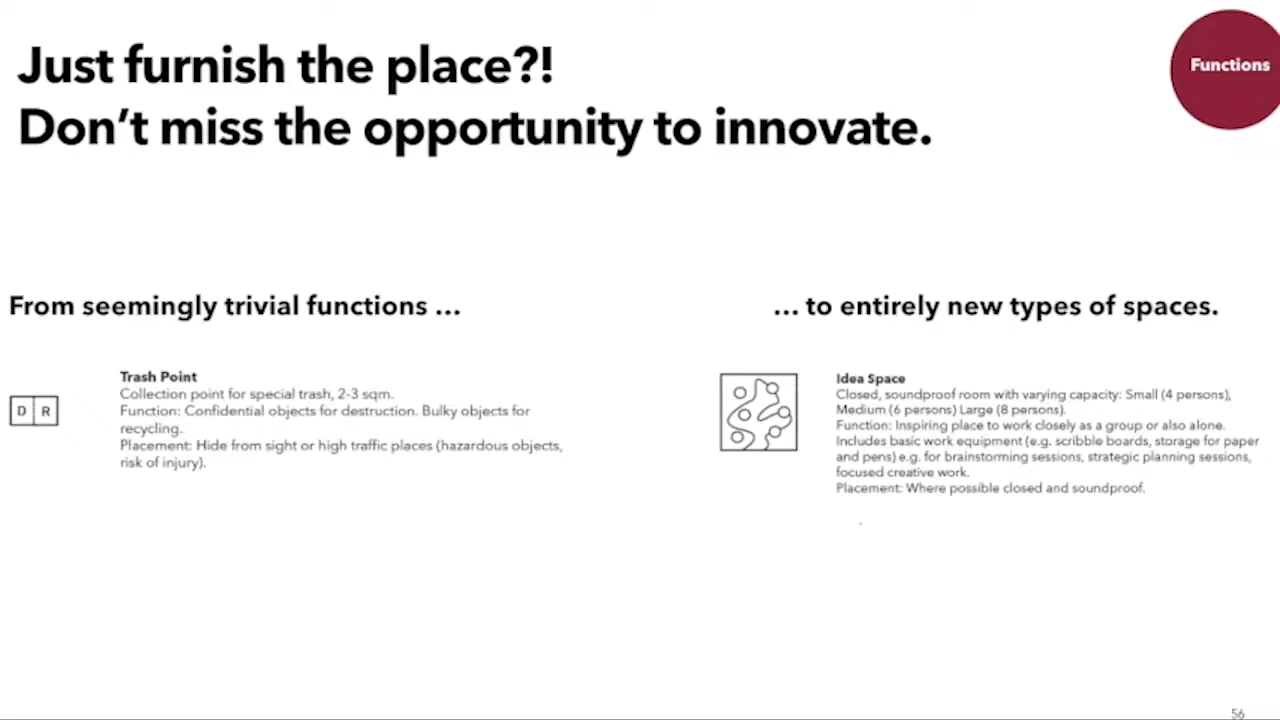 Just furnish the place?!
Don’t miss the opportunity to innovate.
Functions
From seemingly trivial functions ...
D R
Trash Point
Collection point for special trash, 2-3 sqm.
Function: Confidential objects for destruction. Bulky objects for
recycling.
Placement: Hide from sight or high traffic places (hazardous objects,
risk of injury).
... to entirely new types of spaces.
Idea Space
Closed, soundproof room with varying capacity: Small (4 persons),
Medium (6 persons) Large (8 persons).
Function: Inspiring place to work closely as a group or also alone.
Includes basic work equipment (e.g. scribble boards, storage for paper
and pens) e.g. for brainstorming sessions, strategic planning sessions,
focused creative work.
Placement: Where possible closed and soundproof.
56